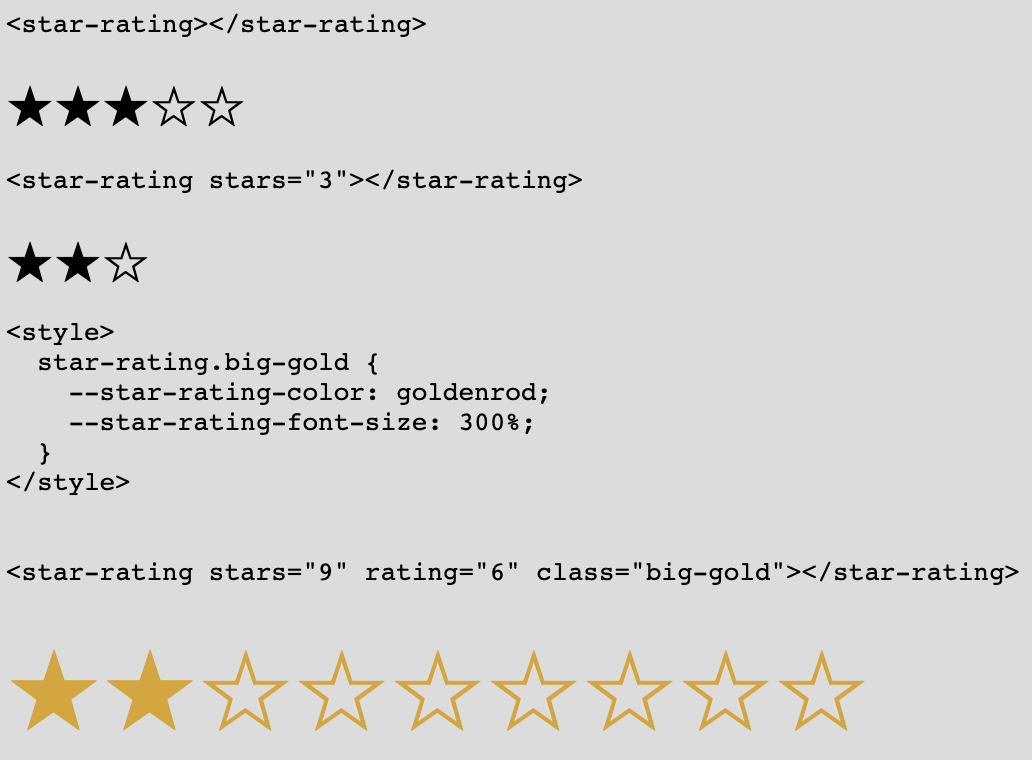 <star-rating></star-rating>
★★★☆☆
<star-rating stars="3"></star-rating>
★★☆
<style>
  star-rating.big-gold {
    --star-rating-color: goldenrod;
    --star-rating-font-size: 300%;
  }
</style>
<star-rating stars="9" rating="6" class="big-gold"></star-rating>
★★☆☆☆☆☆☆☆